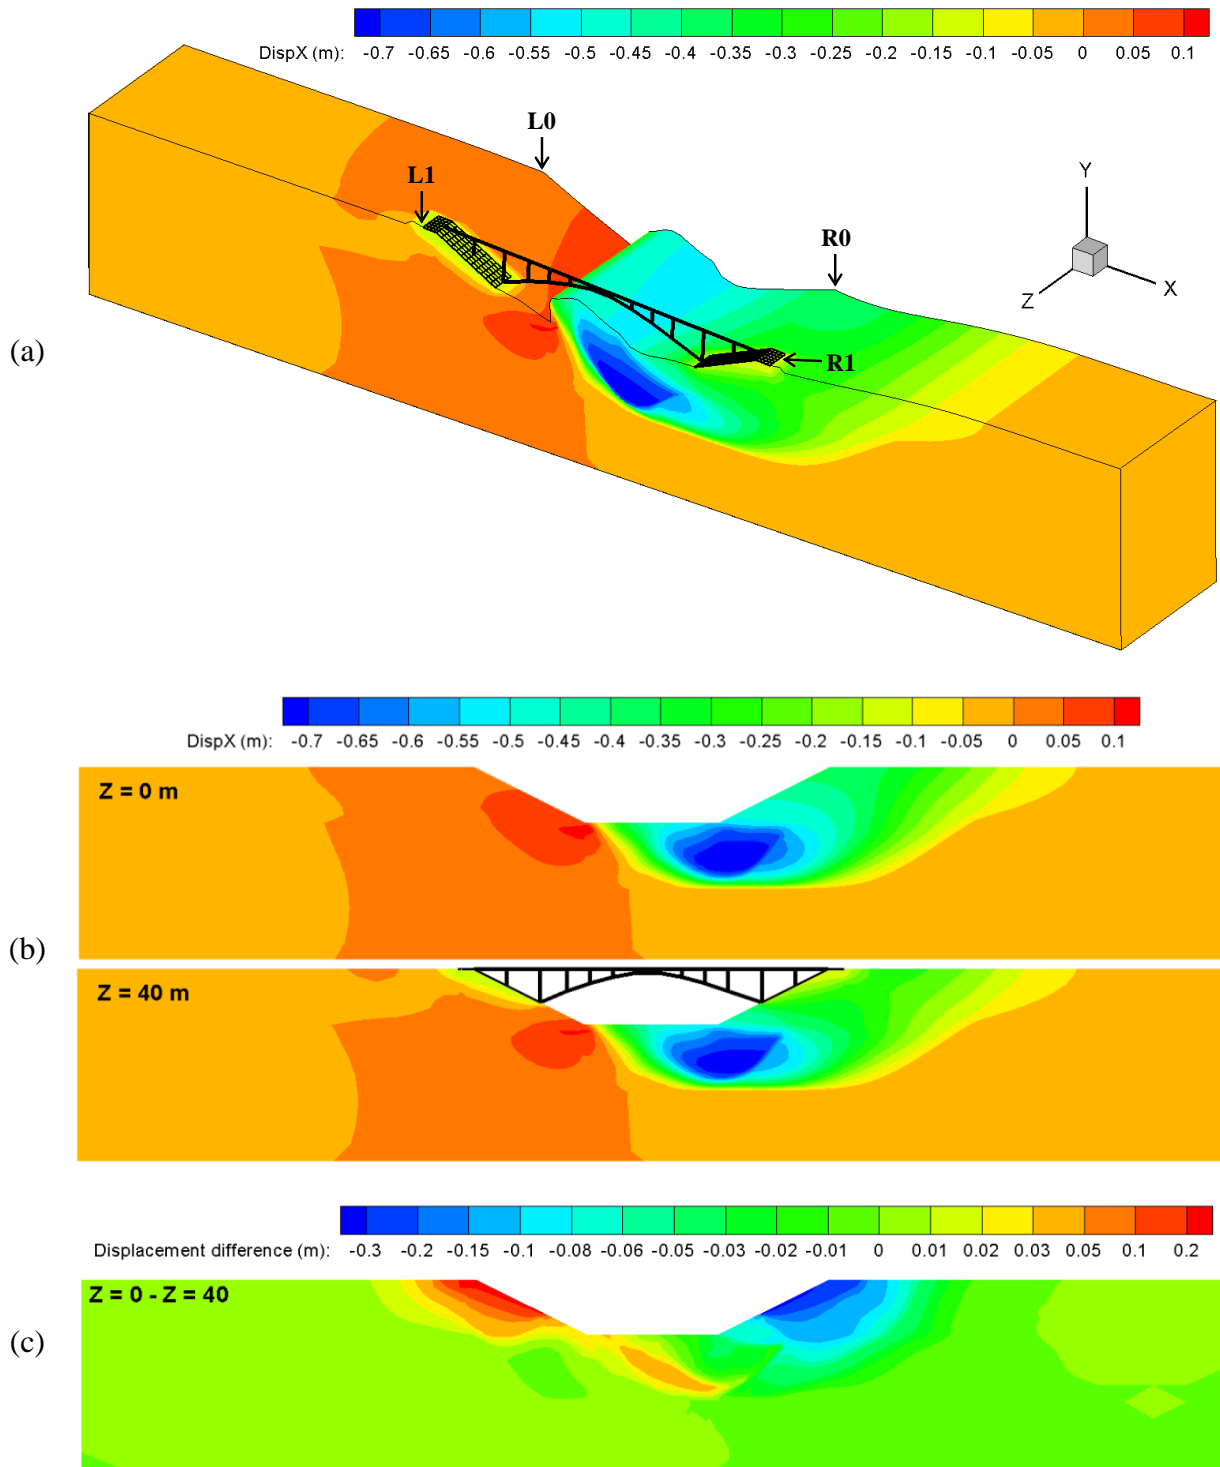 DispX (m): -0.7 -0.65 -0.6 -0.55 -0.5 -0.45 -0.4 -0.35 -0.3 -0.25 -0.2 -0.15 -0.1 -0.05 0 0.05 0.1
L0
L1
R0
R1
Y
Z
X
(a)
DispX (m): -0.7 -0.65 -0.6 -0.55 -0.5 -0.45 -0.4 -0.35 -0.3 -0.25 -0.2 -0.15 -0.1 -0.05 0 0.05 0.1
Z = 0 m
(b)
Z = 40 m
Displacement difference (m): -0.3 -0.2 -0.15 -0.1 -0.08 -0.06 -0.05 -0.03 -0.02 -0.01 0 0.01 0.02 0.03 0.05 0.1 0.2
Z = 0 - Z = 40
(c)